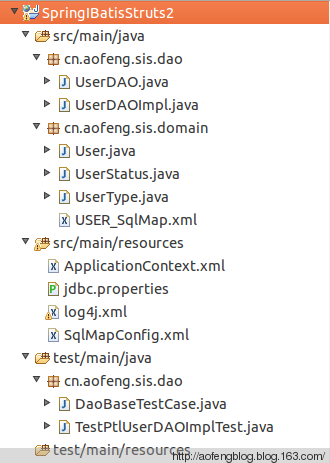 SpringIBatisStruts2
src/main/java
cn.aofeng.sis.dao
UserDAO.java
UserDAOImpl.java
cn.aofeng.sis.domain
User.java
UserStatus.java
UserType.java
USER_SqlMap.xml
src/main/resources
ApplicationContext.xml
jdbc.properties
log4j.xml
SqlMapConfig.xml
test/main/java
cn.aofeng.sis.dao
DaoBaseTestCase.java
TestPtlUserDAOImplTest.java
test/main/resources
http://aofengblog.blog.163.com/